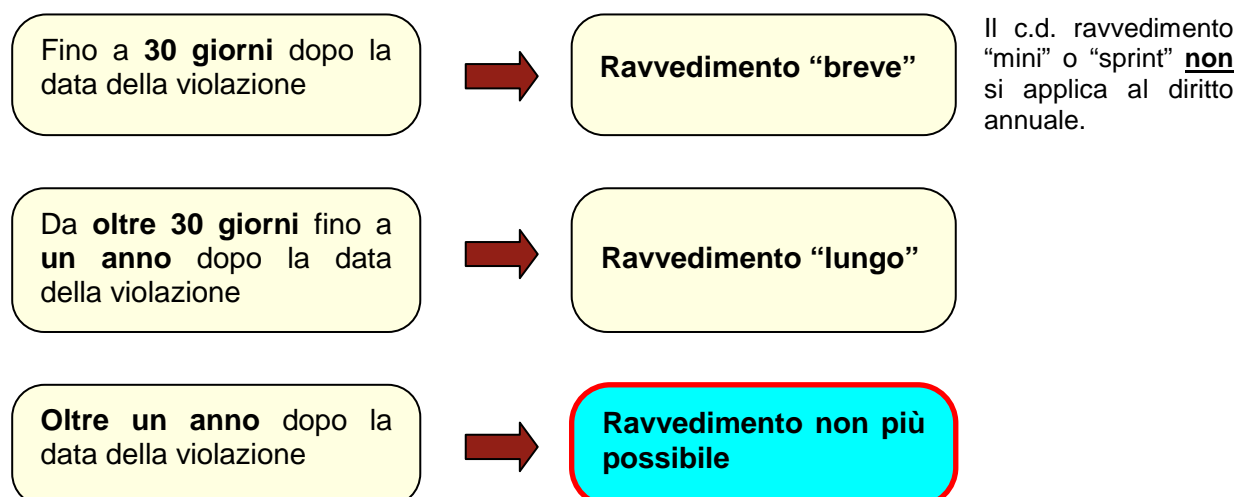 Fino a 30 giorni dopo la
data della violazione
Ravvedimento “breve”
Il c.d. ravvedimento
“mini” o “sprint” non
si applica al diritto
annuale.
Da oltre 30 giorni fino a
un anno dopo la data
della violazione
Ravvedimento “lungo”
Oltre un anno dopo la
data della violazione
Ravvedimento non più
possibile